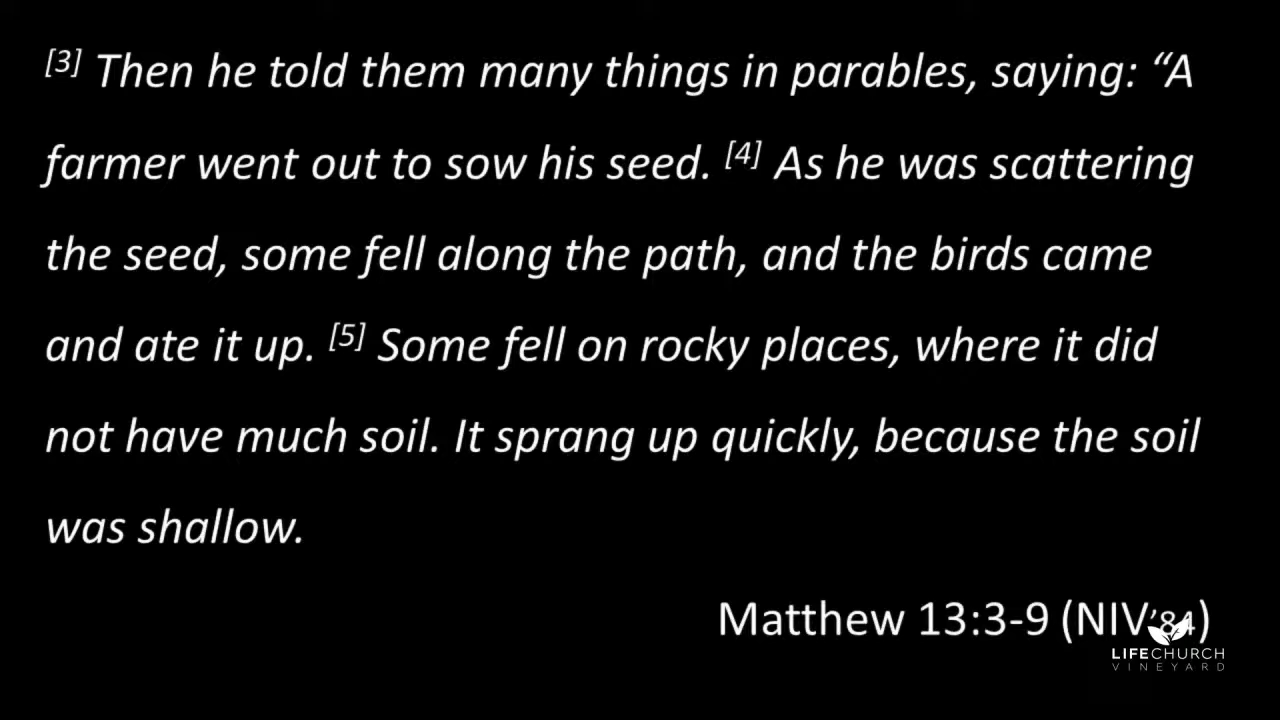 [3] Then he told them many things in parables, saying: “A
farmer went out to sow his seed. [4] As he was scattering
the seed, some fell along the path, and the birds came
and ate it up. [5] Some fell on rocky places, where it did
not have much soil. It sprang up quickly, because the soil
was shallow.
Matthew 13:3-9 (NIV’84)
LIFECHURCH
VINEYARD